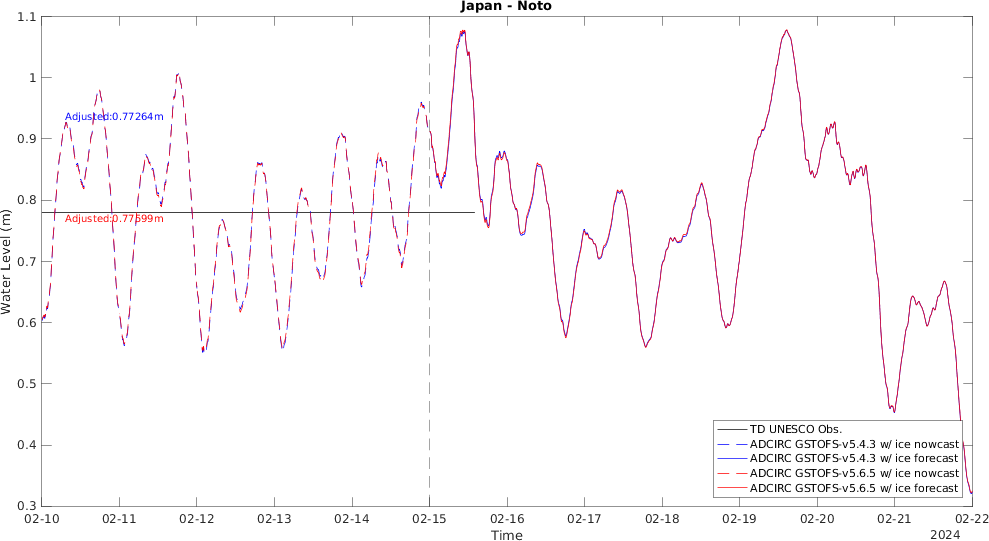 Japan - Noto
1.1
1
0.9
0.8
0.7
0.6
0.5
0.4
0.3
Water Level (m)
Adjusted:0.77264m
Adjusted:0.77599m
TD UNESCO Obs.
ADCIRC GSTOFS-v5.4.3 w/ ice nowcast
ADCIRC GSTOFS-v5.4.3 w/ ice forecast
ADCIRC GSTOFS-v5.6.5 w/ ice nowcast
ADCIRC GSTOFS-v5.6.5 w/ ice forecast
02-10 02-11 02-12 02-13 02-14 02-15 02-16 02-17 02-18 02-19 02-20 02-21 02-22
Time
2024